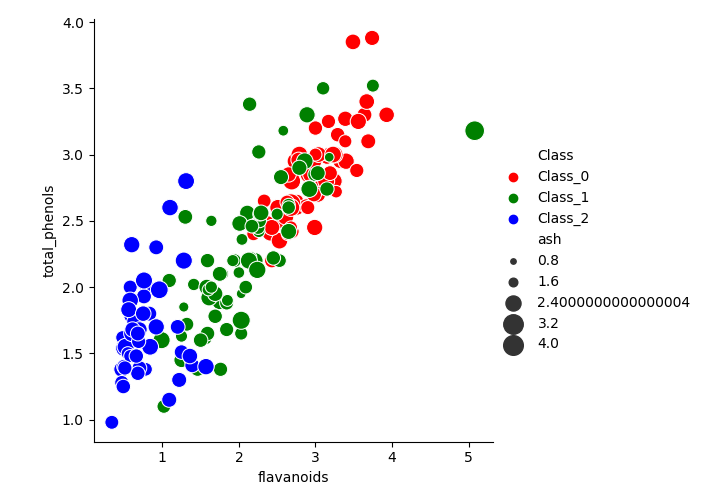 4.0
3.5
3.0
2.5
2.0
1.5
1.0
total_phenols
1 2 3 4 5
flavanoids
Class
Class_0
Class_1
Class_2
ash
0.8
1.6
2.4000000000000004
3.2
4.0